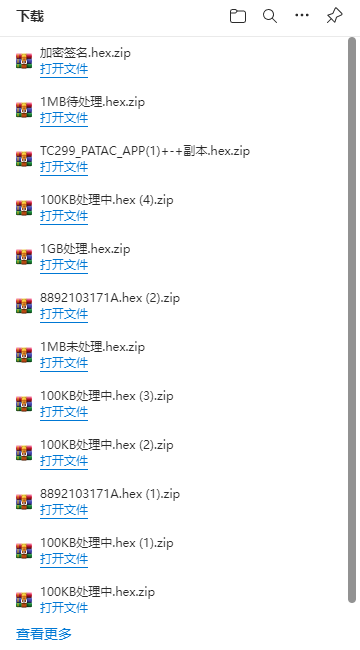 下载
加密签名.hex.zip
打开文件
1MB待处理.hex.zip
打开文件
TC299_PATAC_APP(1)+-+副本.hex.zip
打开文件
100KB处理中.hex (4).zip
打开文件
1GB处理.hex.zip
打开文件
8892103171A.hex (2).zip
打开文件
1MB未处理.hex.zip
打开文件
100KB处理中.hex (3).zip
打开文件
100KB处理中.hex (2).zip
打开文件
8892103171A.hex (1).zip
打开文件
100KB处理中.hex (1).zip
打开文件
100KB处理中.hex.zip
打开文件
查看更多